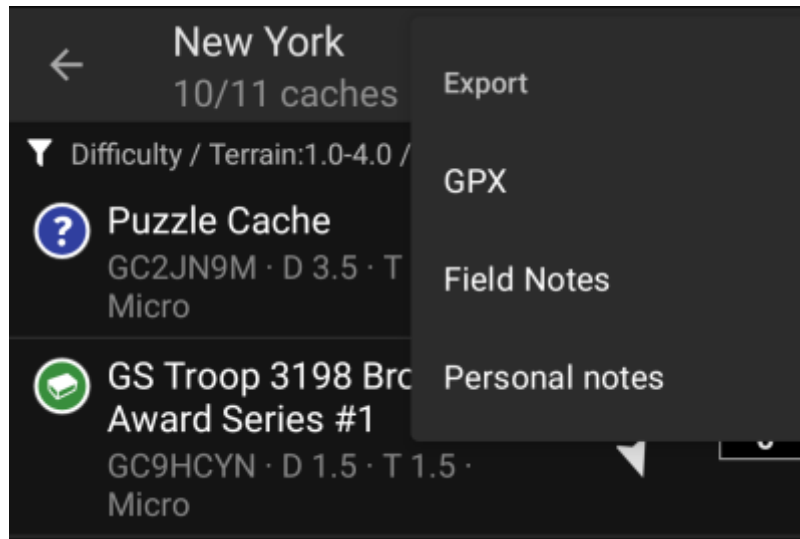 New York
10/11 caches
Difficulty / Terrain:1.0-4.0 /
? Puzzle Cache
GC2JN9M · D 3.5 · T
Micro
GS Troop 3198 Bro
Award Series #1
GC9HCYN · D 1.5 · T 1.5 ·
Micro
Export
GPX
Field Notes
Personal notes